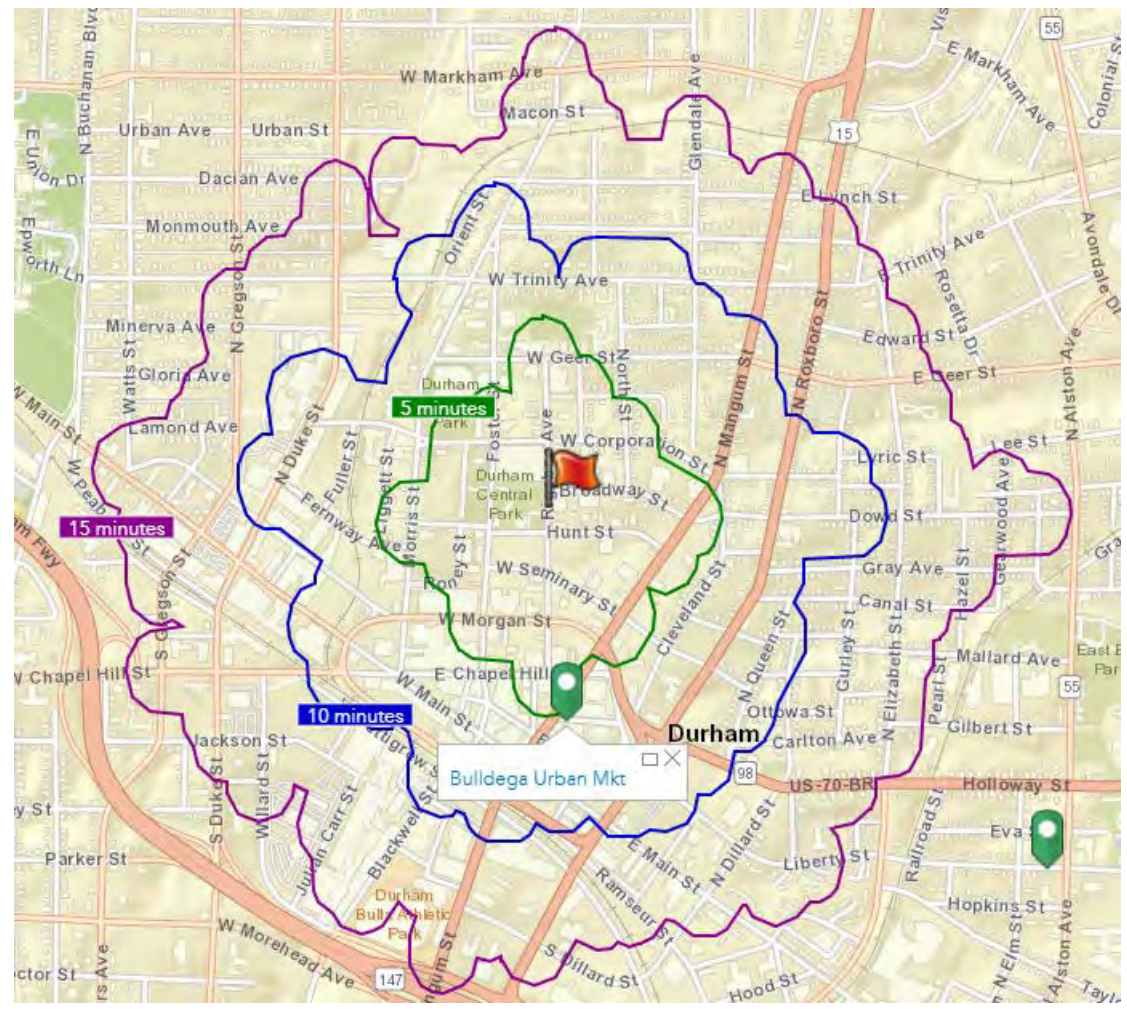 55
W Markham Ave
E Markham Ave
Colonial St
N Buchanan Blvd
Macon St
Glendale Ave
Urban Ave
Urban St
15
E Union Dr
Dacian Ave
Orient St
E Lynch St
Monmouth Ave
Epworth Ln
Avondale Dr
E Trinity Ave
W Trinity Ave
Rosetta Dr
N Gregson St
Minerva Ave
N Roxboro St
Edward St
Watts St
W Geer St
North St
N Mangum St
Gloria Ave
E Geer St
N Alston Ave
Durham
Park
5 minutes
W Main St
Lamond Ave
N Duke St
W Corporation St
Lee St
Fuller St
Lyric St
Durham
Central
Park
Broadway St
Liggett St
Morris St
Gearwood Ave
15 minutes
Fernway Ave
Hunt St
Dowd St
W Seminary St
Gray Ave
Hazel St
S Gregson St
Canal St
W Morgan St
Cleveland St
N Queen St
Gurley St
N Elizabeth St
Mallard Ave
W Chapel Hill St
E Chapel Hill
Pearl St
55
W Main St
10 minutes
Ottowa St
Gilbert St
Durham
Carlton Ave
Jackson St
Bulldega Urban Mkt
98
US-70-BR
Holloway St
Willard St
S Duke St
Julian Carr St
Blackwell St
Railroad St
Eva
Parker St
E Main St
N Dillard St
Liberty St
Durham
Bulls Athletic
Park
Ramseur St
Hopkins St
W Morehead Ave
S Dillard St
N Elm St
147
Hood St